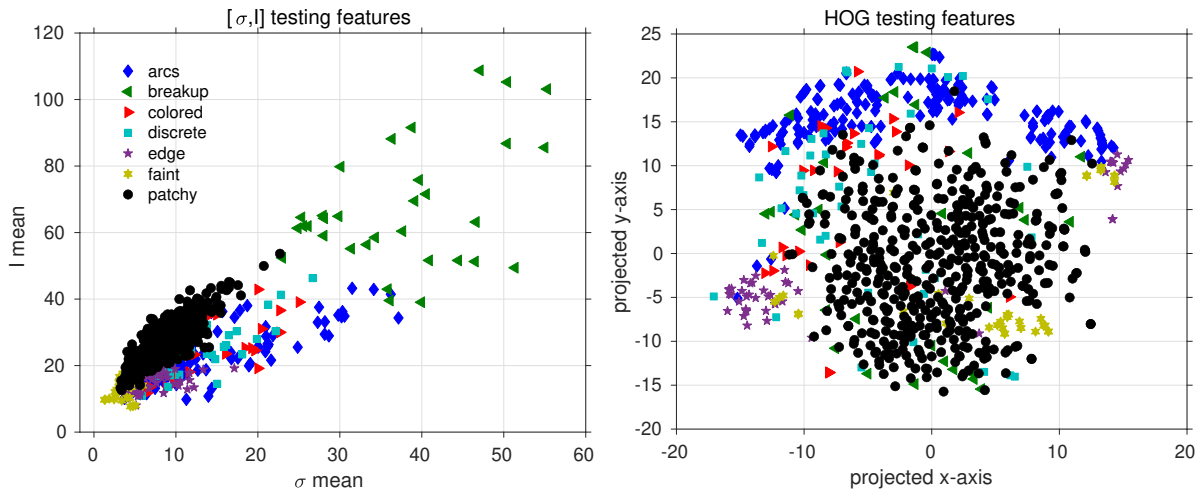 [σ,I] testing features
120
100
80
60
40
20
0
0 10 20 30 40 50 60
I mean
σ mean
arcs
breakup
colored
discrete
edge
faint
patchy
HOG testing features
25
20
15
10
5
0
-5
-10
-15
-20
-20 -10 0 10 20
projected y-axis
projected x-axis